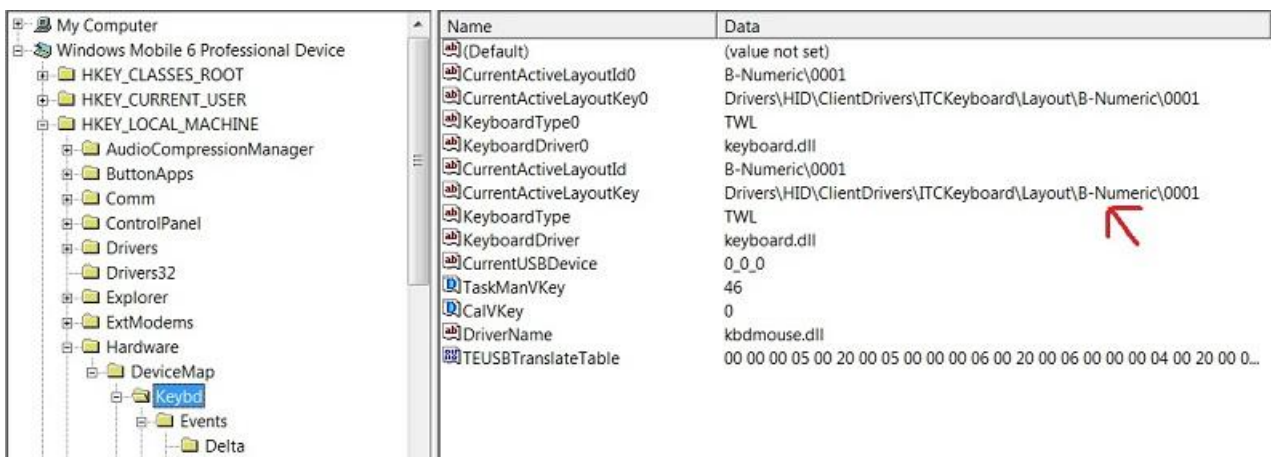 My Computer
Windows Mobile 6 Professional Device
HKEY_CLASSES_ROOT
HKEY_CURRENT_USER
HKEY_LOCAL_MACHINE
AudioCompressionManager
ButtonApps
Comm
ControlPanel
Drivers
Drivers32
Explorer
ExtModems
Hardware
DeviceMap
Keybd
Events
Delta
Name Data
(Default) (value not set)
CurrentActiveLayoutId0 B-Numeric\0001
CurrentActiveLayoutKey0 Drivers\HID\ClientDrivers\ITCKeyboard\Layout\B-Numeric\0001
KeyboardType0 TWL
KeyboardDriver0 keyboard.dll
CurrentActiveLayoutId B-Numeric\0001
CurrentActiveLayoutKey Drivers\HID\ClientDrivers\ITCKeyboard\Layout\B-Numeric\0001
KeyboardType TWL
KeyboardDriver keyboard.dll
CurrentUSBDevice 0_0_0
TaskManVKey 46
CalVKey 0
DriverName kbdmouse.dll
TEUSBTranslateTable 00 00 00 05 00 20 00 05 00 00 00 06 00 20 00 06 00 00 00 04 00 20 00 0...